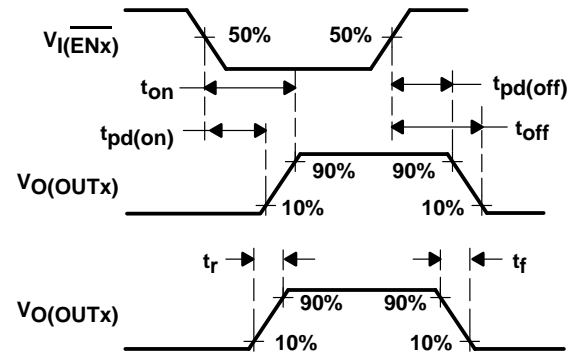 V_I(E̅N̅x̅) 50% 50%
t_on t_pd(off)
t_pd(on) t_off
V_O(OUTx) 90% 90%
10% 10%
t_r t_f
V_O(OUTx) 90% 90%
10% 10%